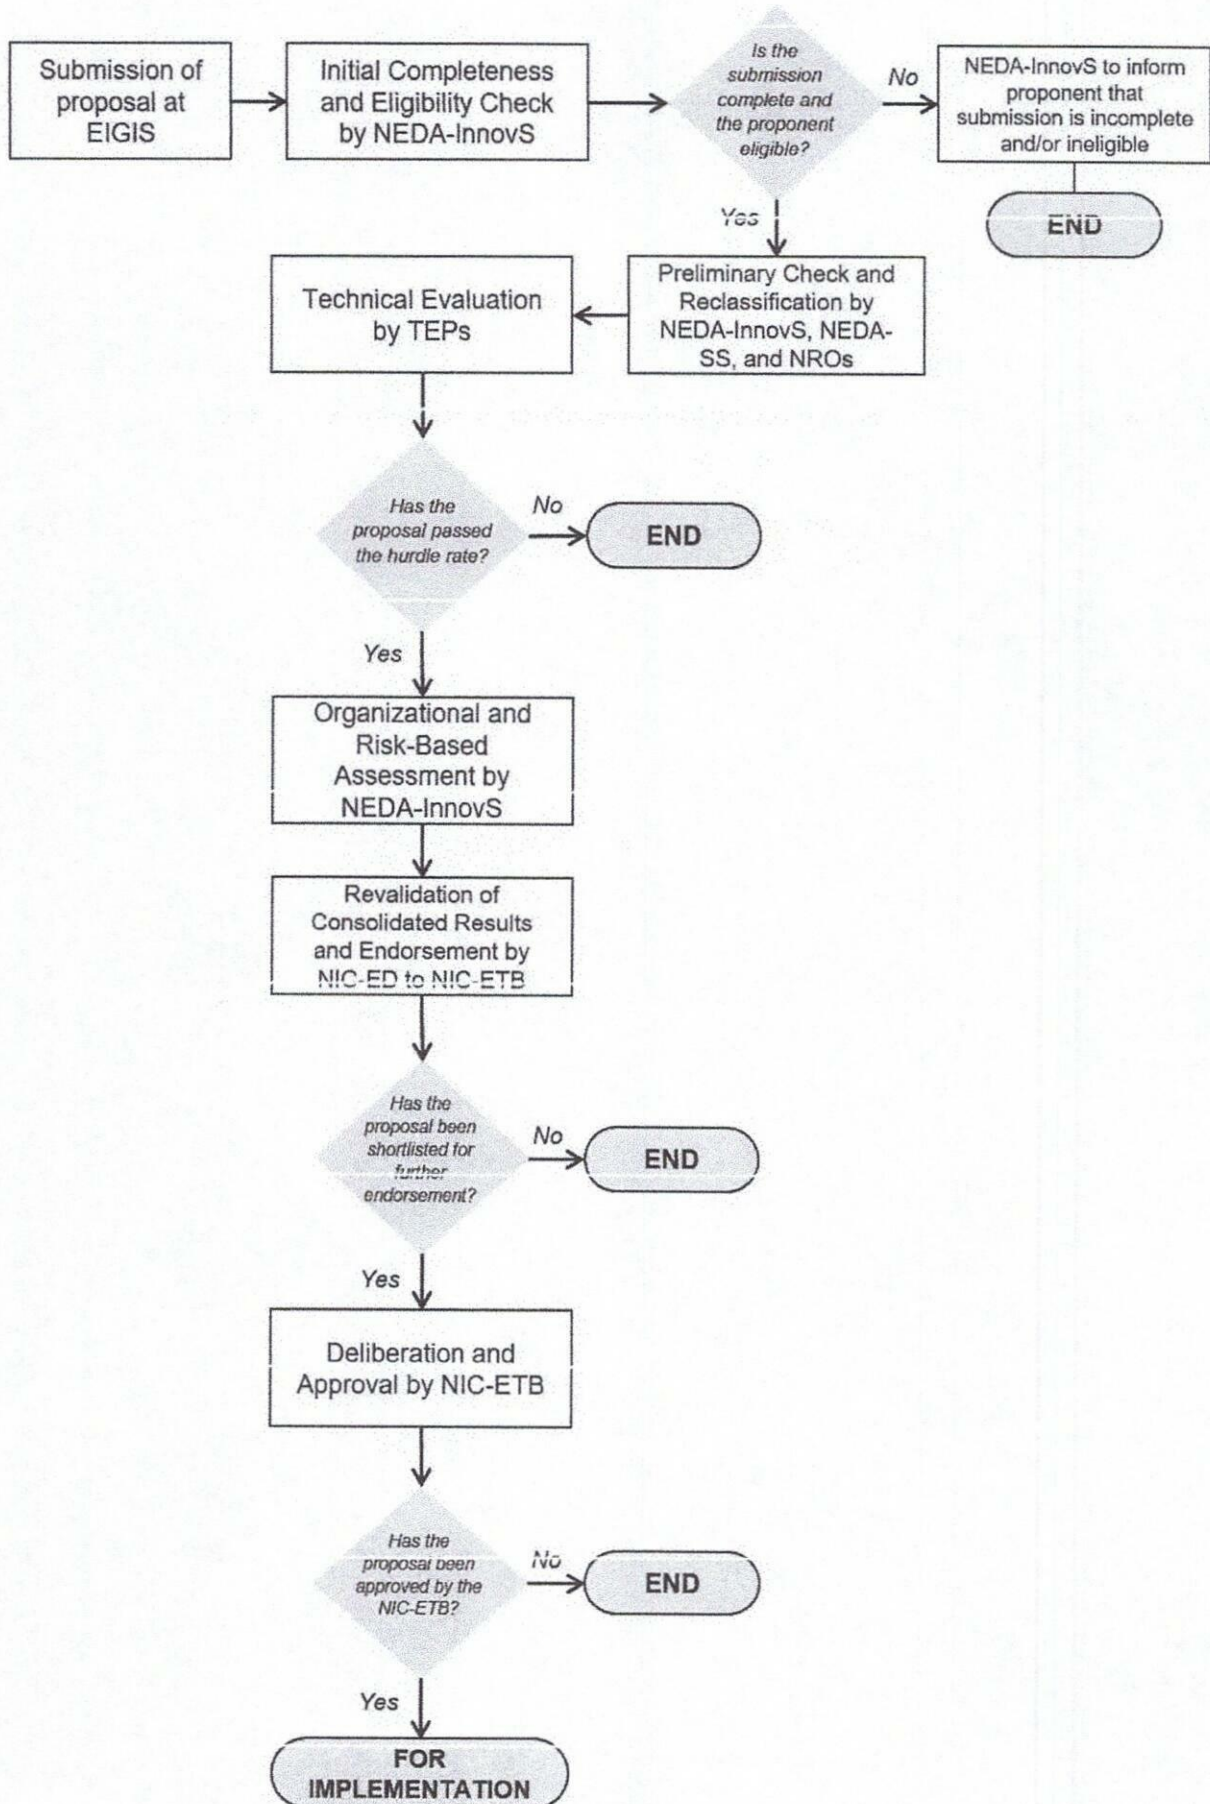 Submission of
proposal at
EIGIS
Initial Completeness
and Eligibility Check
by NEDA-InnovS
Is the
submission
complete and
the proponent
eligible?
No
NEDA-InnovS to inform
proponent that
submission is incomplete
and/or ineligible
END
Yes
Preliminary Check and
Reclassification by
NEDA-InnovS, NEDA-
SS, and NROs
Technical Evaluation
by TEPs
Has the
proposal passed
the hurdle rate?
No
END
Yes
Organizational and
Risk-Based
Assessment by
NEDA-InnovS
Revalidation of
Consolidated Results
and Endorsement by
NIC-ED to NIC-ETB
Has the
proposal been
shortlisted for
further
endorsement?
No
END
Yes
Deliberation and
Approval by NIC-ETB
Has the
proposal been
approved by the
NIC-ETB?
No
END
Yes
FOR
IMPLEMENTATION